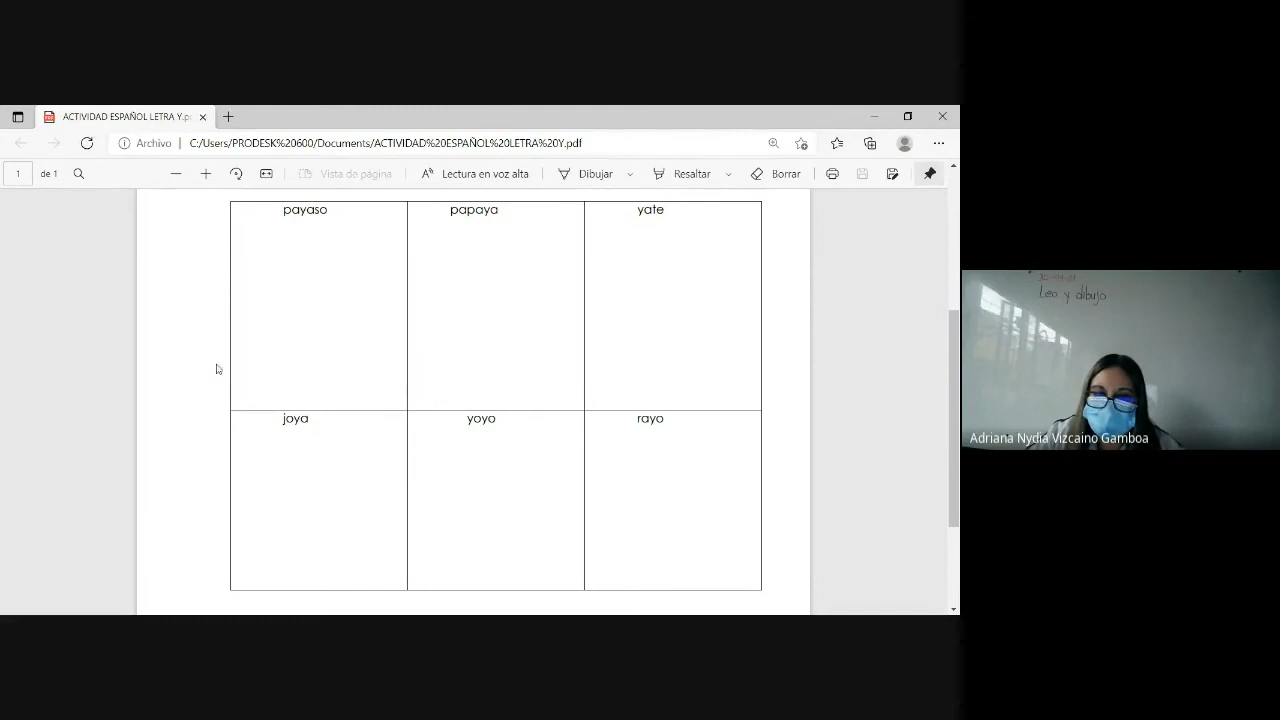 ACTIVIDAD ESPAÑOL LETRA Y.pd
Archivo C:/Users/PRODESK%20600/Documents/ACTIVIDAD%20ESPAÑOL%20LETRA%20Y.pdf
1 de 1 Vista de página Lectura en voz alta Dibujar Resaltar Borrar
payaso papaya yate
joya yoyo rayo
Leo y dibujo
Adriana Nydia Vizcaino Gamboa